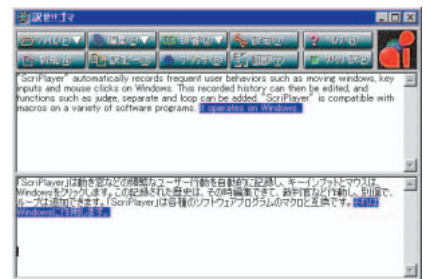 訳せ!!ゴマ
"ScriPlayer" automatically records frequent user behaviors such as moving windows, key
inputs and mouse clicks on Windows. This recorded history can then be edited, and
functions such as judge, separate and loop can be added. "ScriPlayer" is compatible with
macros on a variety of software programs. It operates on Windows.
「ScriPlayer」は動き窓などの頻繁なユーザー行動を自動的に記録し、キーインプットとマウスは、
Windowsをクリックします。この記録された歴史は、その時編集できて、裁判官など作動し、別個で、
ループは追加できます。「ScriPlayer」は各種のソフトウェアプログラムのマクロと互換です。それは
Windowsに作用します。